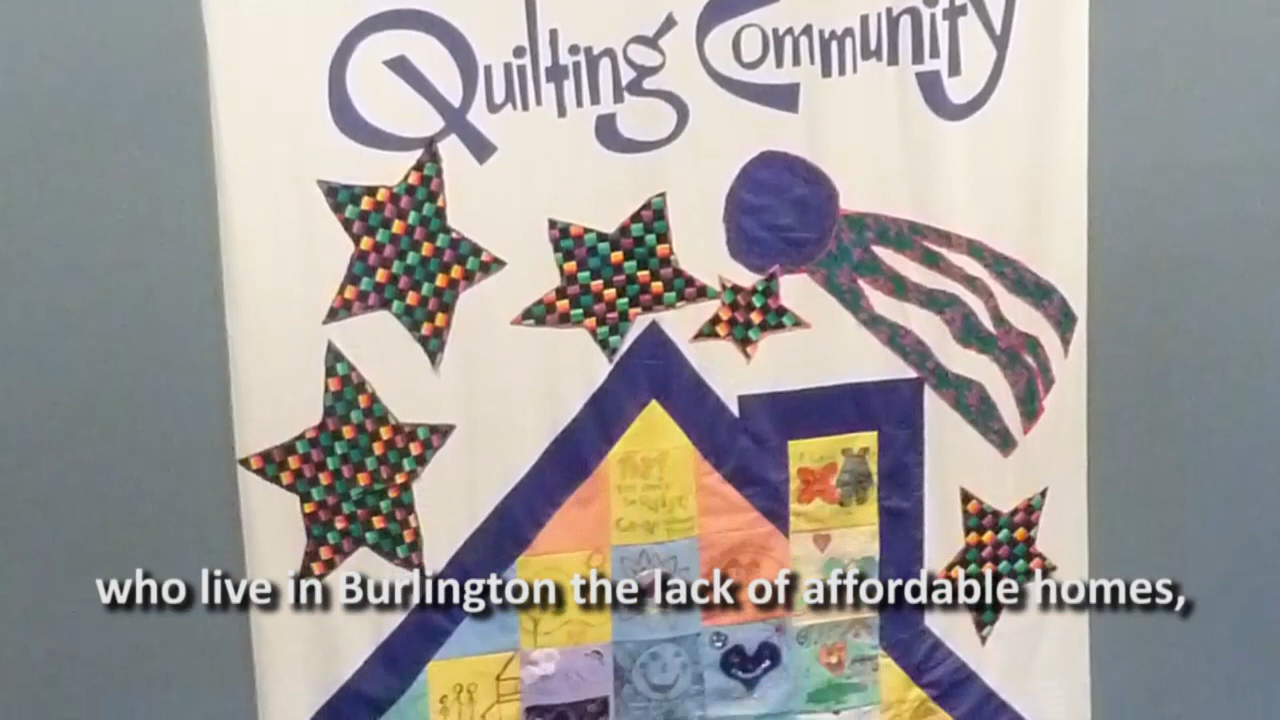 Quilting Community
who live in Burlington the lack of affordable homes,